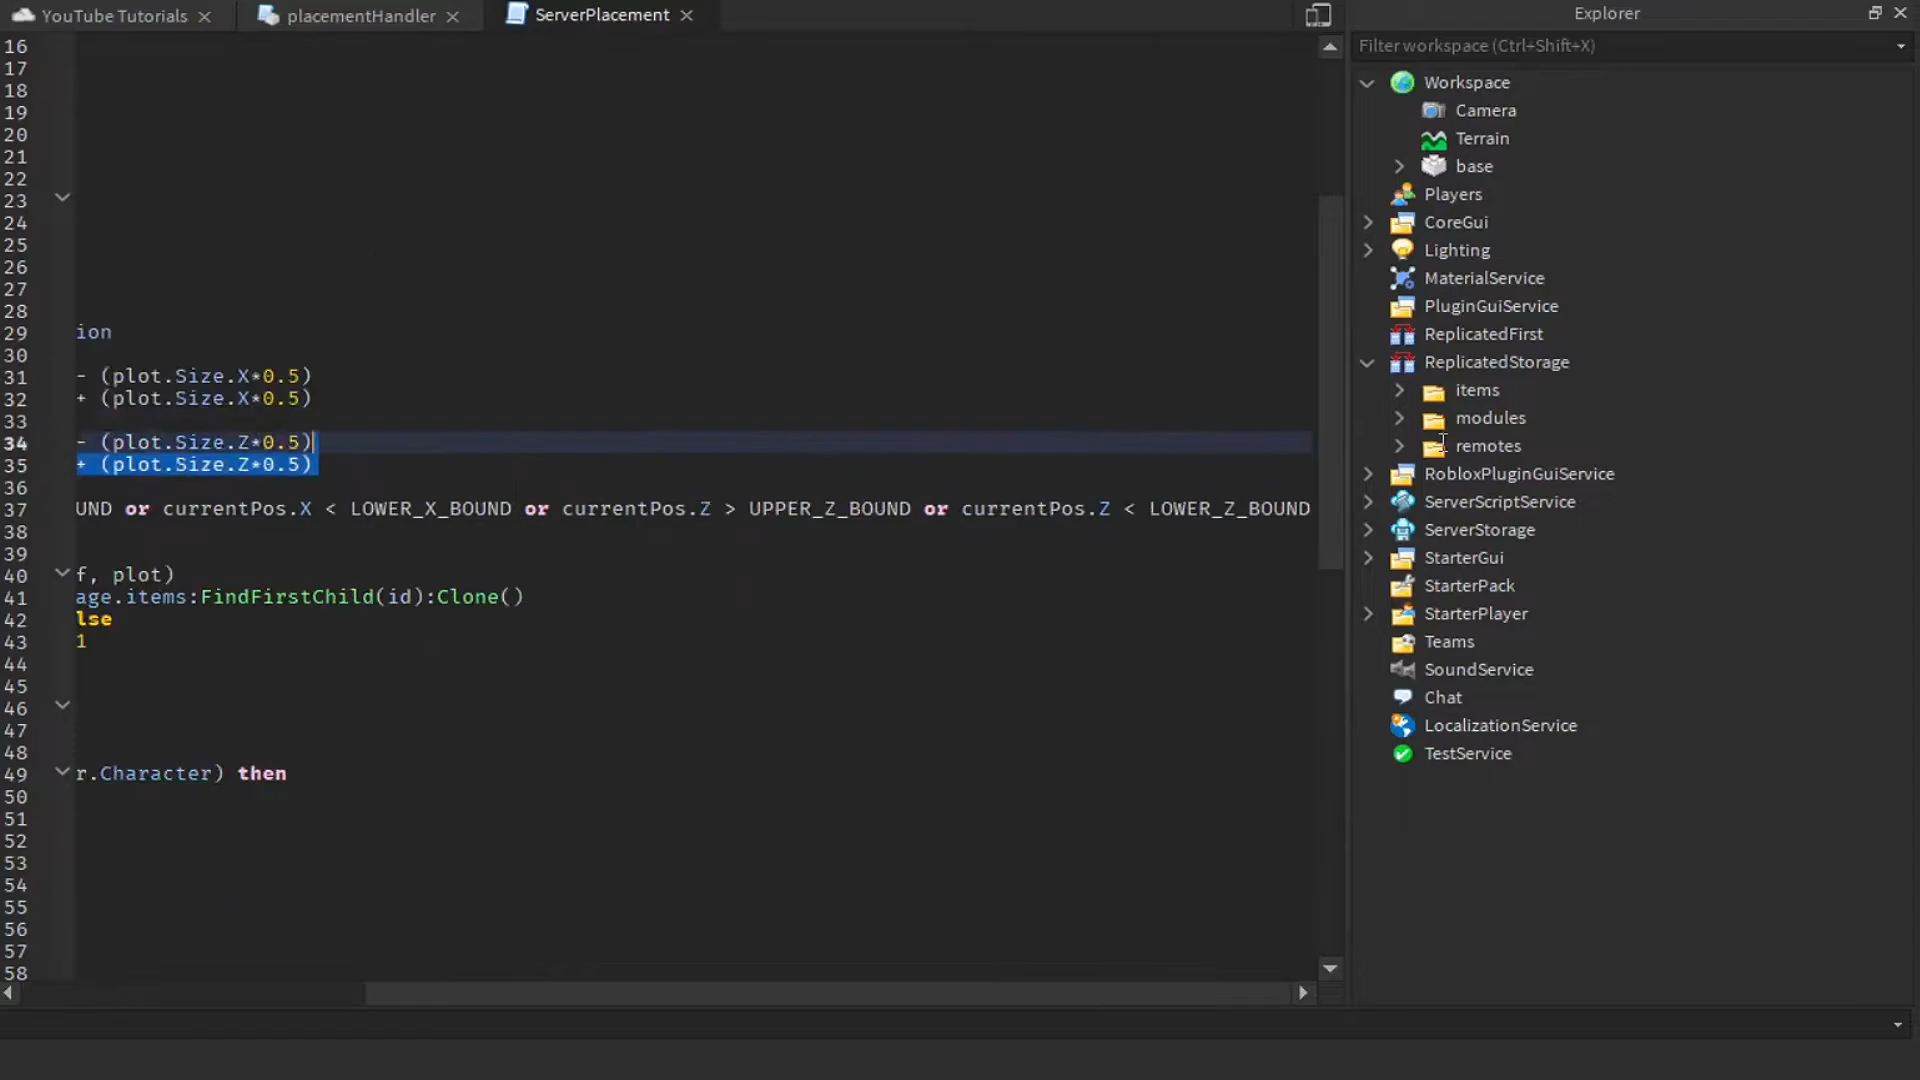 YouTube Tutorials
placementHandler
ServerPlacement
16
17
18
19
20
21
22
23
24
25
26
27
28
29 ion
30
31 - (plot.Size.X*0.5)
32 + (plot.Size.X*0.5)
33
34 - (plot.Size.Z*0.5)
35 + (plot.Size.Z*0.5)
36
37 UND or currentPos.X < LOWER_X_BOUND or currentPos.Z > UPPER_Z_BOUND or currentPos.Z < LOWER_Z_BOUND
38
39
40 f, plot)
41 age.items:FindFirstChild(id):Clone()
42 lse
43 1
44
45
46
47
48
49 r.Character) then
50
51
52
53
54
55
56
57
58
Explorer
Filter workspace (Ctrl+Shift+X)
Workspace
Camera
Terrain
base
Players
CoreGui
Lighting
MaterialService
PluginGuiService
ReplicatedFirst
ReplicatedStorage
items
modules
remotes
RobloxPluginGuiService
ServerScriptService
ServerStorage
StarterGui
StarterPack
StarterPlayer
Teams
SoundService
Chat
LocalizationService
TestService